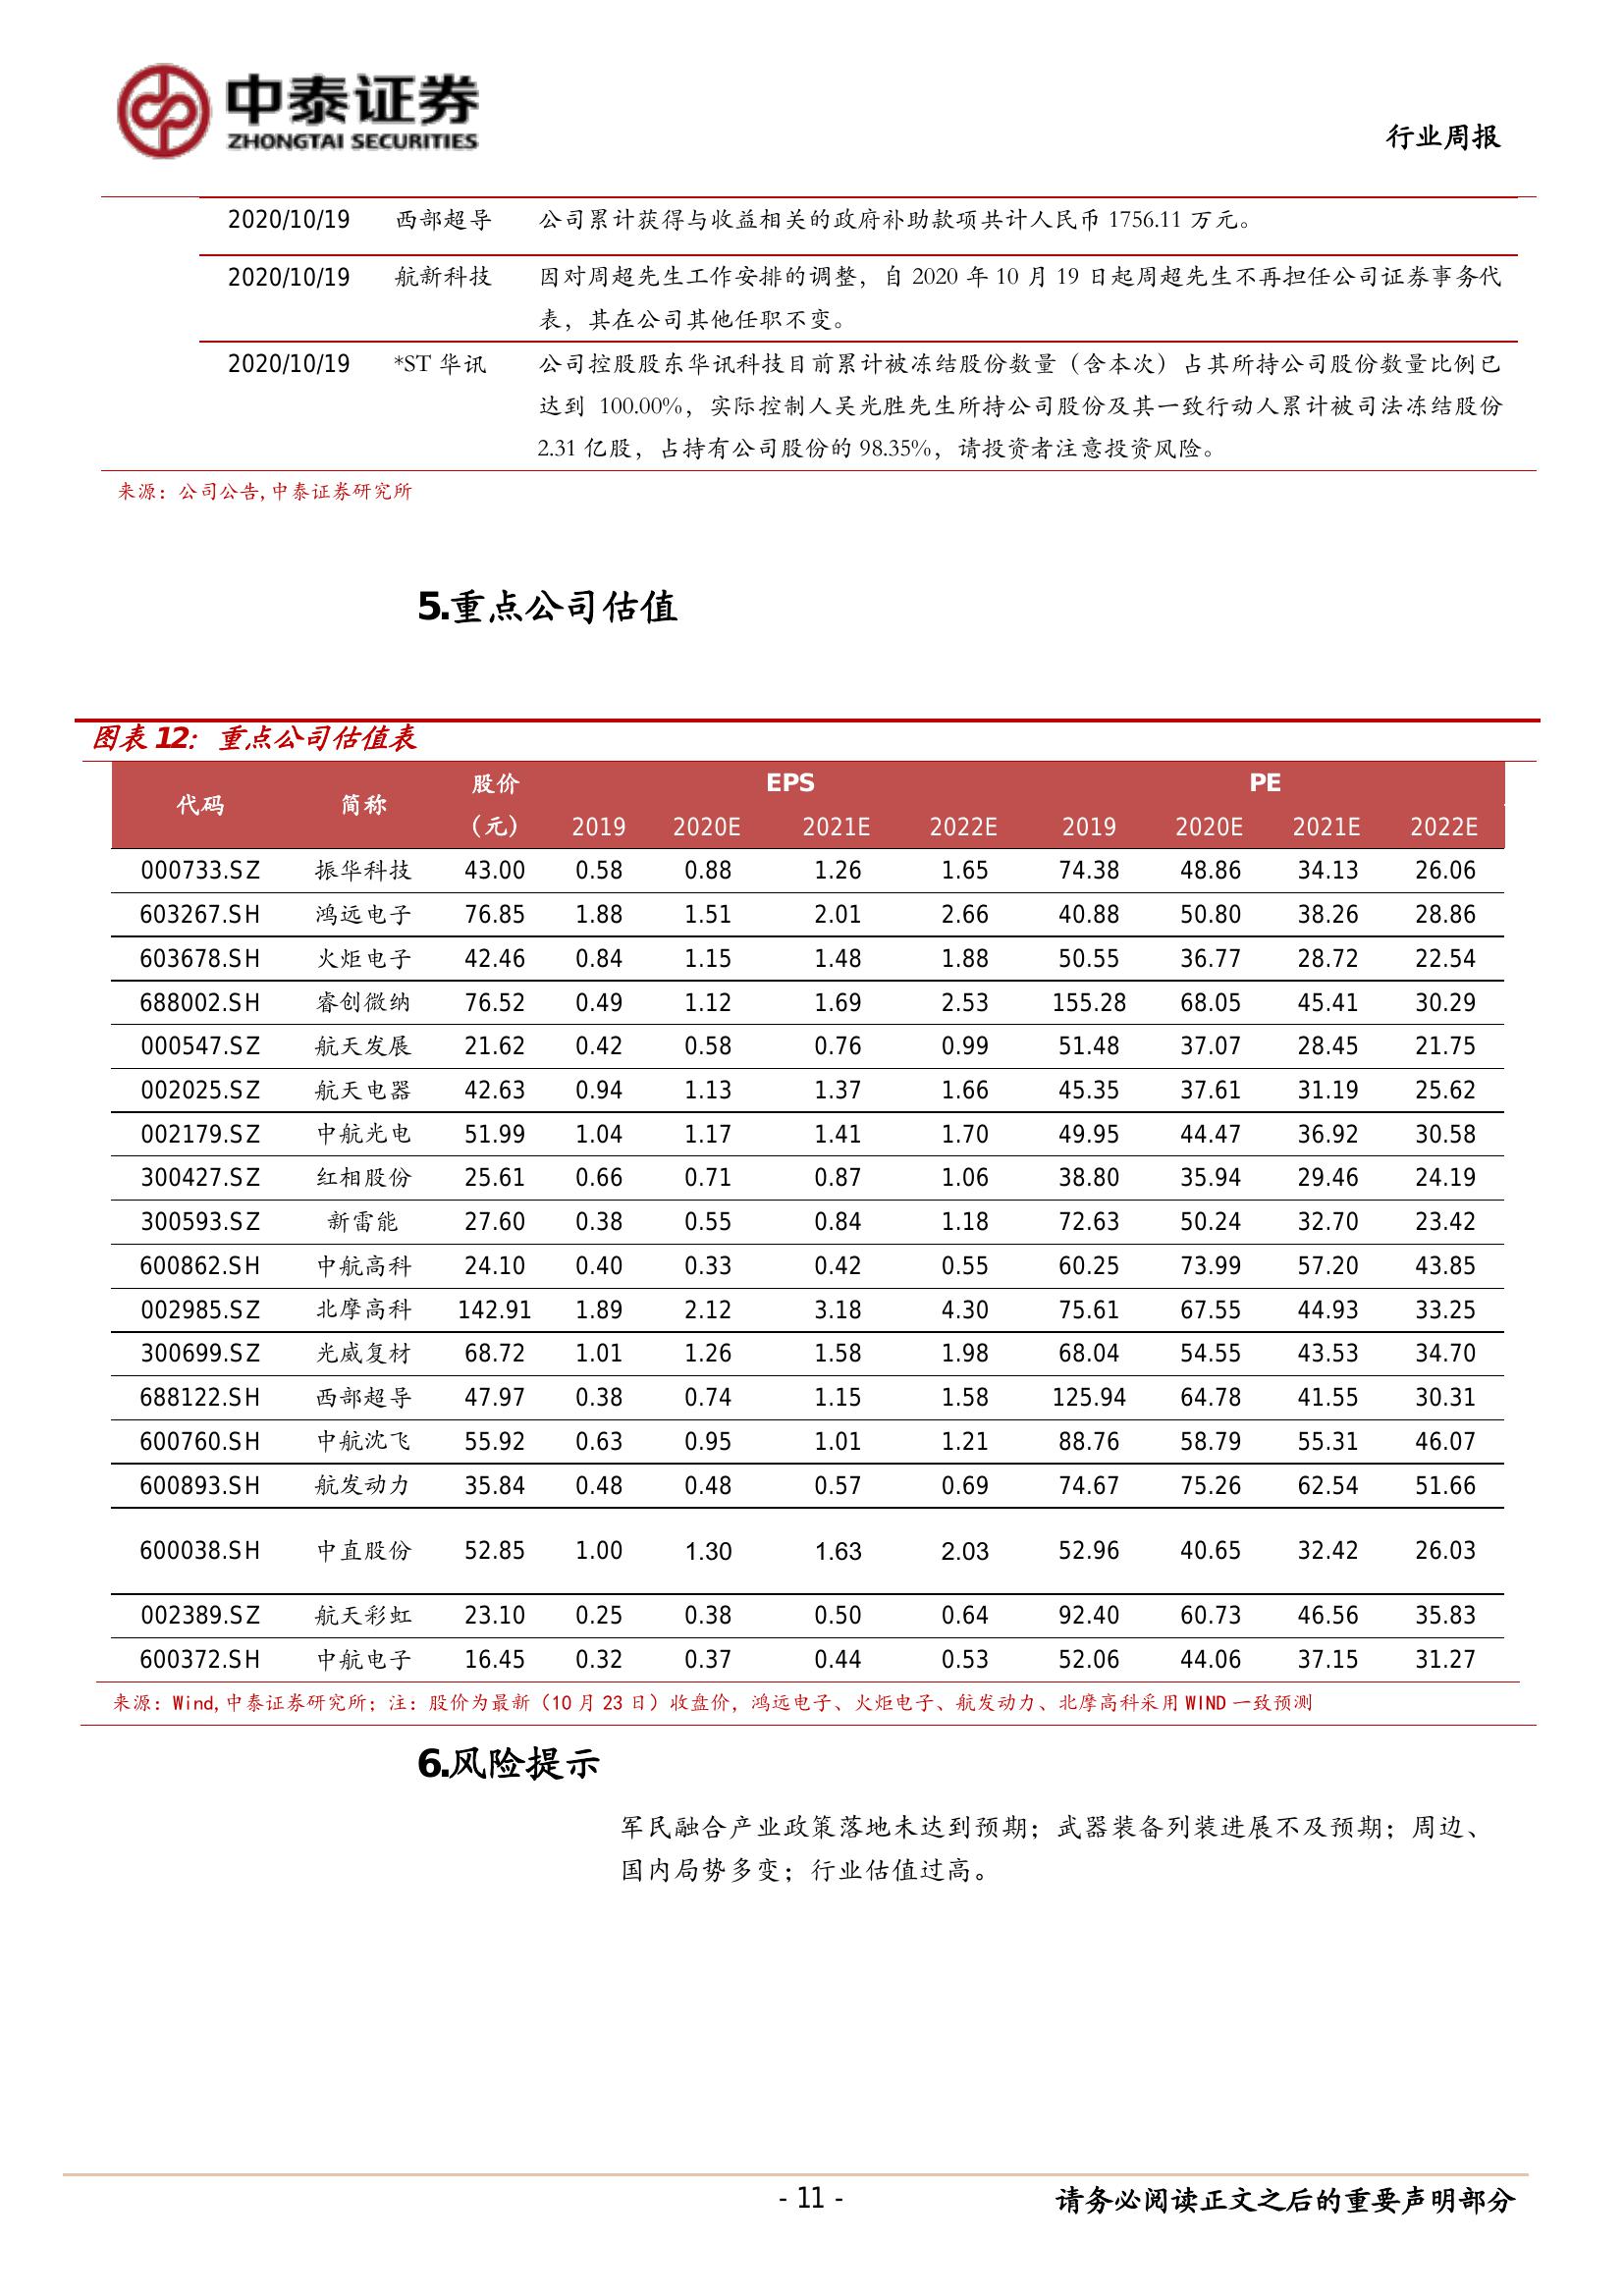 中泰证券
ZHONGTAI SECURITIES
行业周报
2020/10/19 西部超导 公司累计获得与收益相关的政府补助款项共计人民币 1756.11 万元。
2020/10/19 航新科技 因对周超先生工作安排的调整，自 2020 年 10 月 19 日起周超先生不再担任公司证券事务代
表，其在公司其他任职不变。
2020/10/19 *ST 华讯 公司控股股东华讯科技目前累计被冻结股份数量（含本次）占其所持公司股份数量比例已
达到 100.00%，实际控制人吴光胜先生所持公司股份及其一致行动人累计被司法冻结股份
2.31 亿股，占持有公司股份的 98.35%，请投资者注意投资风险。
来源：公司公告,中泰证券研究所
5.重点公司估值
图表 12：重点公司估值表
代码 简称 股价 EPS PE
（元） 2019 2020E 2021E 2022E 2019 2020E 2021E 2022E
000733.SZ 振华科技 43.00 0.58 0.88 1.26 1.65 74.38 48.86 34.13 26.06
603267.SH 鸿远电子 76.85 1.88 1.51 2.01 2.66 40.88 50.80 38.26 28.86
603678.SH 火炬电子 42.46 0.84 1.15 1.48 1.88 50.55 36.77 28.72 22.54
688002.SH 睿创微纳 76.52 0.49 1.12 1.69 2.53 155.28 68.05 45.41 30.29
000547.SZ 航天发展 21.62 0.42 0.58 0.76 0.99 51.48 37.07 28.45 21.75
002025.SZ 航天电器 42.63 0.94 1.13 1.37 1.66 45.35 37.61 31.19 25.62
002179.SZ 中航光电 51.99 1.04 1.17 1.41 1.70 49.95 44.47 36.92 30.58
300427.SZ 红相股份 25.61 0.66 0.71 0.87 1.06 38.80 35.94 29.46 24.19
300593.SZ 新雷能 27.60 0.38 0.55 0.84 1.18 72.63 50.24 32.70 23.42
600862.SH 中航高科 24.10 0.40 0.33 0.42 0.55 60.25 73.99 57.20 43.85
002985.SZ 北摩高科 142.91 1.89 2.12 3.18 4.30 75.61 67.55 44.93 33.25
300699.SZ 光威复材 68.72 1.01 1.26 1.58 1.98 68.04 54.55 43.53 34.70
688122.SH 西部超导 47.97 0.38 0.74 1.15 1.58 125.94 64.78 41.55 30.31
600760.SH 中航沈飞 55.92 0.63 0.95 1.01 1.21 88.76 58.79 55.31 46.07
600893.SH 航发动力 35.84 0.48 0.48 0.57 0.69 74.67 75.26 62.54 51.66
600038.SH 中直股份 52.85 1.00 1.30 1.63 2.03 52.96 40.65 32.42 26.03
002389.SZ 航天彩虹 23.10 0.25 0.38 0.50 0.64 92.40 60.73 46.56 35.83
600372.SH 中航电子 16.45 0.32 0.37 0.44 0.53 52.06 44.06 37.15 31.27
来源：Wind,中泰证券研究所；注：股价为最新（10 月 23 日）收盘价，鸿远电子、火炬电子、航发动力、北摩高科采用 WIND 一致预测
6.风险提示
军民融合产业政策落地未达到预期；武器装备列装进展不及预期；周边、
国内局势多变；行业估值过高。
- 11 -
请务必阅读正文之后的重要声明部分